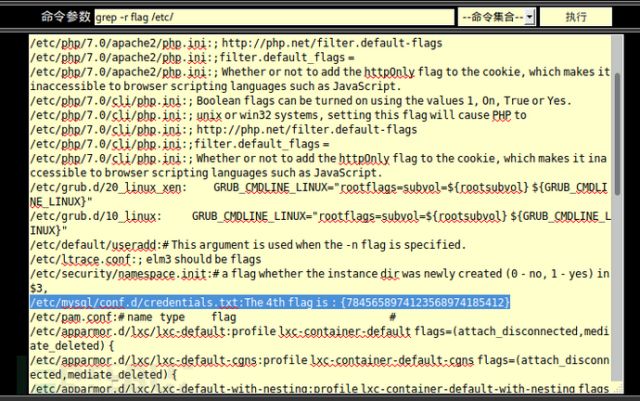 命令参数 grep -r flag /etc/ --命令集合-- 执行
/etc/php/7.0/apache2/php.ini:; http://php.net/filter.default-flags
/etc/php/7.0/apache2/php.ini:;filter.default_flags =
/etc/php/7.0/apache2/php.ini:; Whether or not to add the httpOnly flag to the cookie, which makes it
inaccessible to browser scripting languages such as JavaScript.
/etc/php/7.0/cli/php.ini:; Boolean flags can be turned on using the values 1, On, True or Yes.
/etc/php/7.0/cli/php.ini:; unix or win32 systems, setting this flag will cause PHP to
/etc/php/7.0/cli/php.ini:; http://php.net/filter.default-flags
/etc/php/7.0/cli/php.ini:;filter.default_flags =
/etc/php/7.0/cli/php.ini:; Whether or not to add the httpOnly flag to the cookie, which makes it ina
ccessible to browser scripting languages such as JavaScript.
/etc/grub.d/20_linux_xen: GRUB_CMDLINE_LINUX="rootflags=subvol=${rootsubvol} ${GRUB_CMDLI
NE_LINUX}"
/etc/grub.d/10_linux: GRUB_CMDLINE_LINUX="rootflags=subvol=${rootsubvol} ${GRUB_CMDLINE_L
INUX}"
/etc/default/useradd:# This argument is used when the -n flag is specified.
/etc/ltrace.conf:; elm3 should be flags
/etc/security/namespace.init:# a flag whether the instance dir was newly created (0 - no, 1 - yes) in
$3,
/etc/mysql/conf.d/credentials.txt:The 4th flag is : {7845658974123568974185412}
/etc/pam.conf:# name type flag #
/etc/apparmor.d/lxc/lxc-default:profile lxc-container-default flags=(attach_disconnected,medi
ate_deleted) {
/etc/apparmor.d/lxc/lxc-default-cgns:profile lxc-container-default-cgns flags=(attach_disconn
ected,mediate_deleted) {
/etc/apparmor.d/lxc/lxc-default-with-nesting:profile lxc-container-default-with-nesting flags